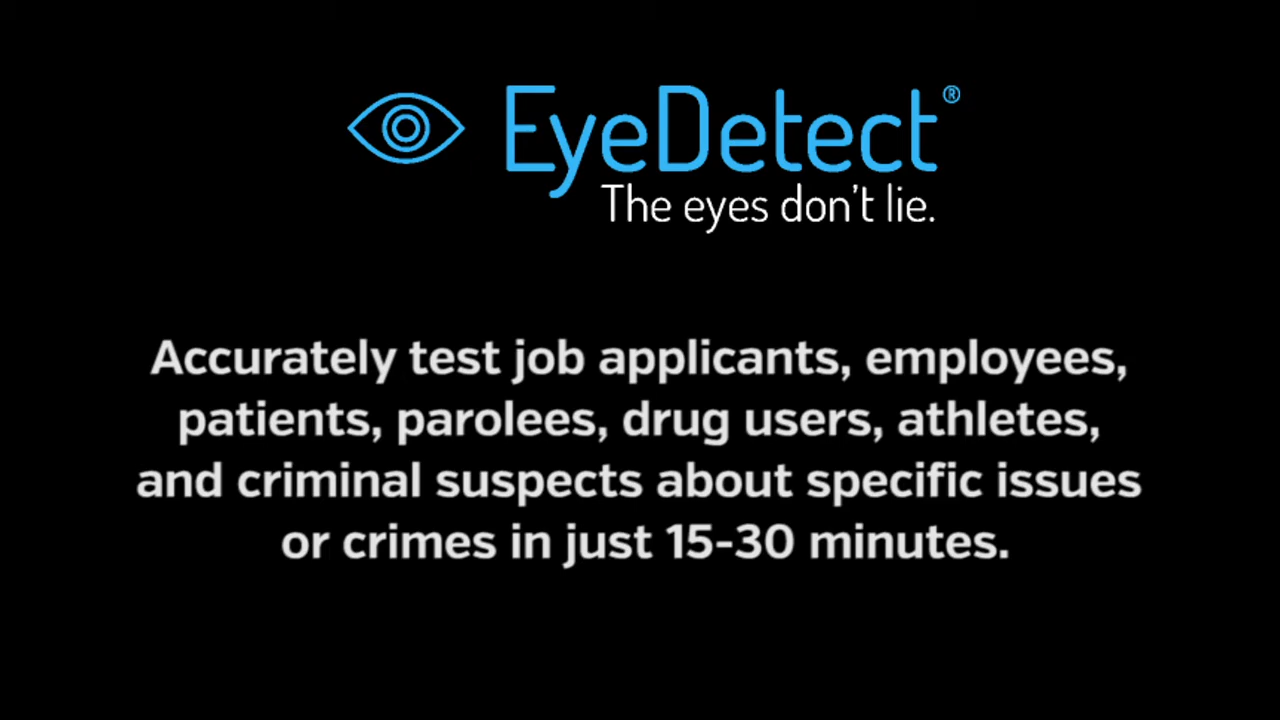 EyeDetect®
The eyes don't lie.
Accurately test job applicants, employees,
patients, parolees, drug users, athletes,
and criminal suspects about specific issues
or crimes in just 15-30 minutes.